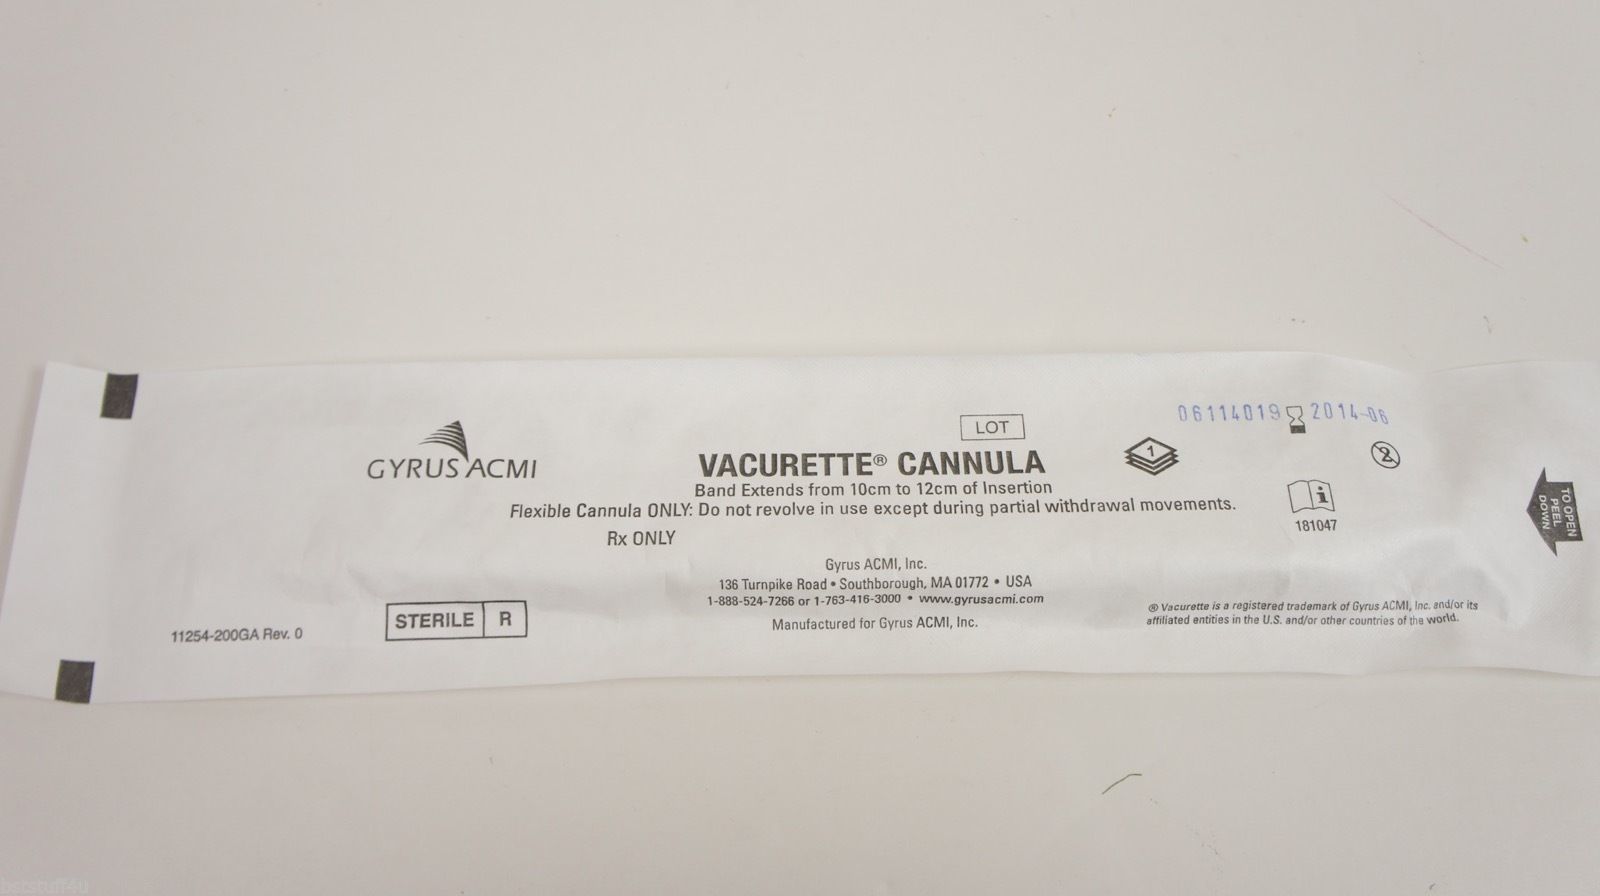 LOT
06114019 2014-06
GYRUS ACMI
VACURETTE® CANNULA
1
2
Band Extends from 10cm to 12cm of Insertion
Flexible Cannula ONLY: Do not revolve in use except during partial withdrawal movements.
i
181047
Rx ONLY
TO OPEN
PEEL
DOWN
Gyrus ACMI, Inc.
136 Turnpike Road • Southborough, MA 01772 • USA
1-888-524-7266 or 1-763-416-3000 • www.gyrusacmi.com
Manufactured for Gyrus ACMI, Inc.
STERILE R
11254-200GA Rev. 0
® Vacurette is a registered trademark of Gyrus ACMI, Inc. and/or its
affiliated entities in the U.S. and/or other countries of the world.
bststuff4u